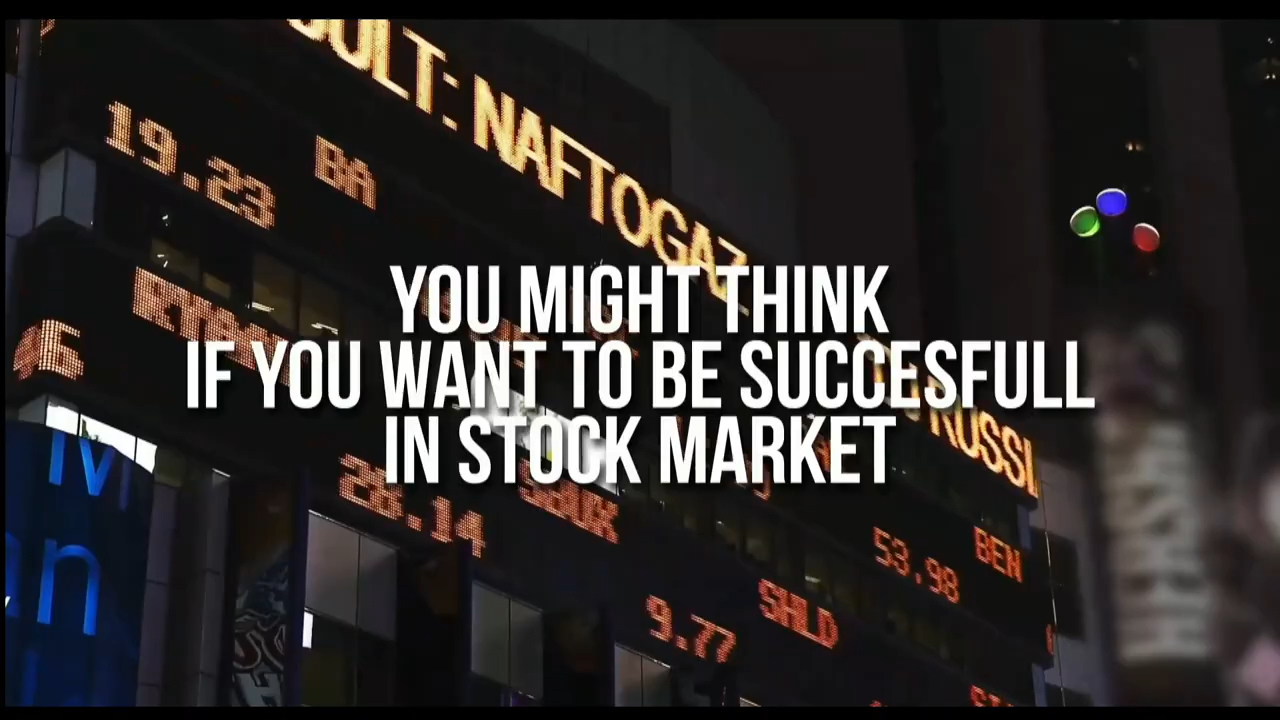 NAFTOGAZ
19.23
BA
YOU MIGHT THINK
IF YOU WANT TO BE SUCCESFULL
IN STOCK MARKET
28.14
SBUX
53.98
BEN
9.77
SHLD